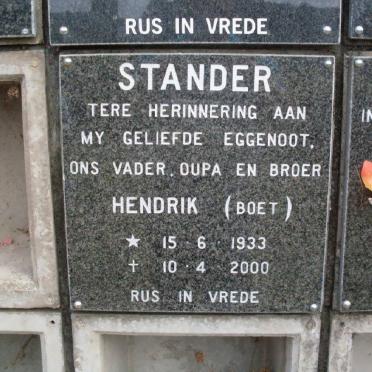 RUS IN VREDE
STANDER
TERE HERINNERING AAN
MY GELIEFDE EGGENOOT,
ONS VADER, OUPA EN BROER
HENDRIK (BOET)
★ 15 · 6 · 1933
✝ 10 · 4 · 2000
RUS IN VREDE